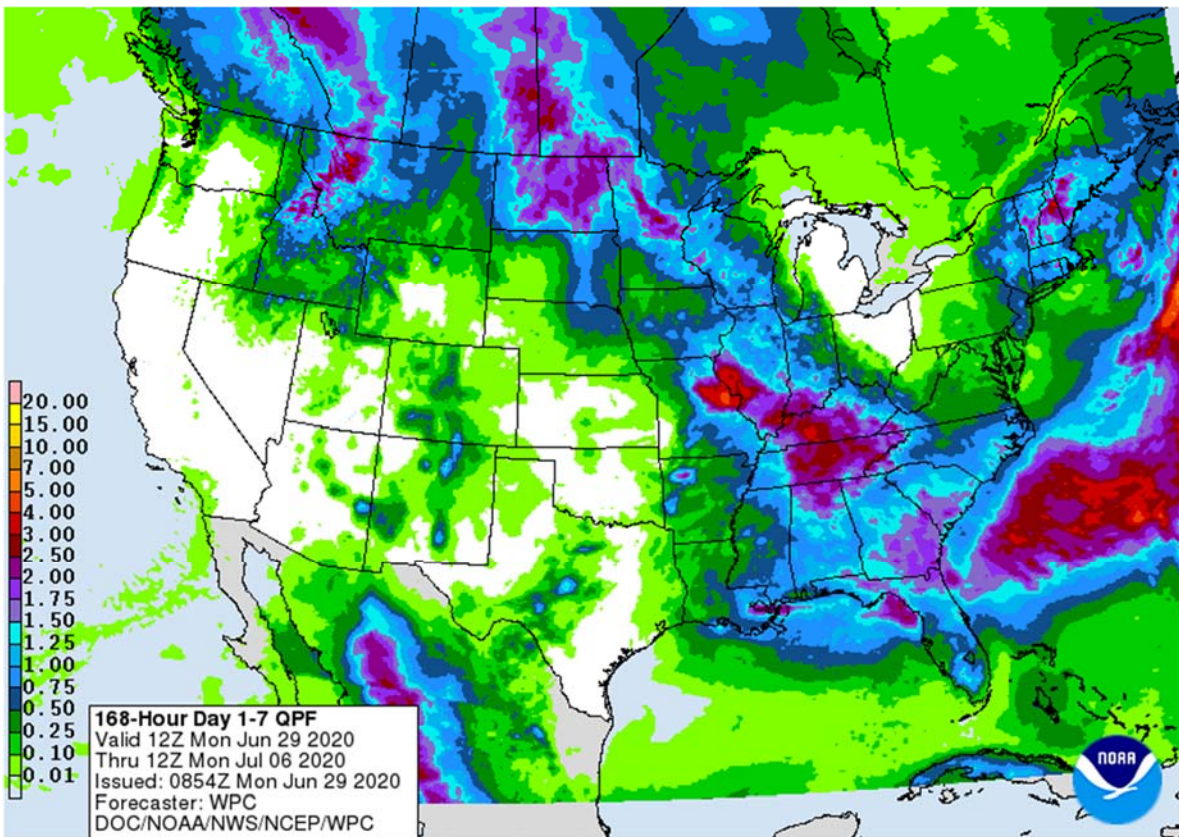 20.00
15.00
10.00
7.00
5.00
4.00
3.00
2.50
2.00
1.75
1.50
1.25
1.00
0.75
0.50
0.25
0.10
0.01
168-Hour Day 1-7 QPF
Valid 12Z Mon Jun 29 2020
Thru 12Z Mon Jul 06 2020
Issued: 0854Z Mon Jun 29 2020
Forecaster: WPC
DOC/NOAA/NWS/NCEP/WPC
NOAA